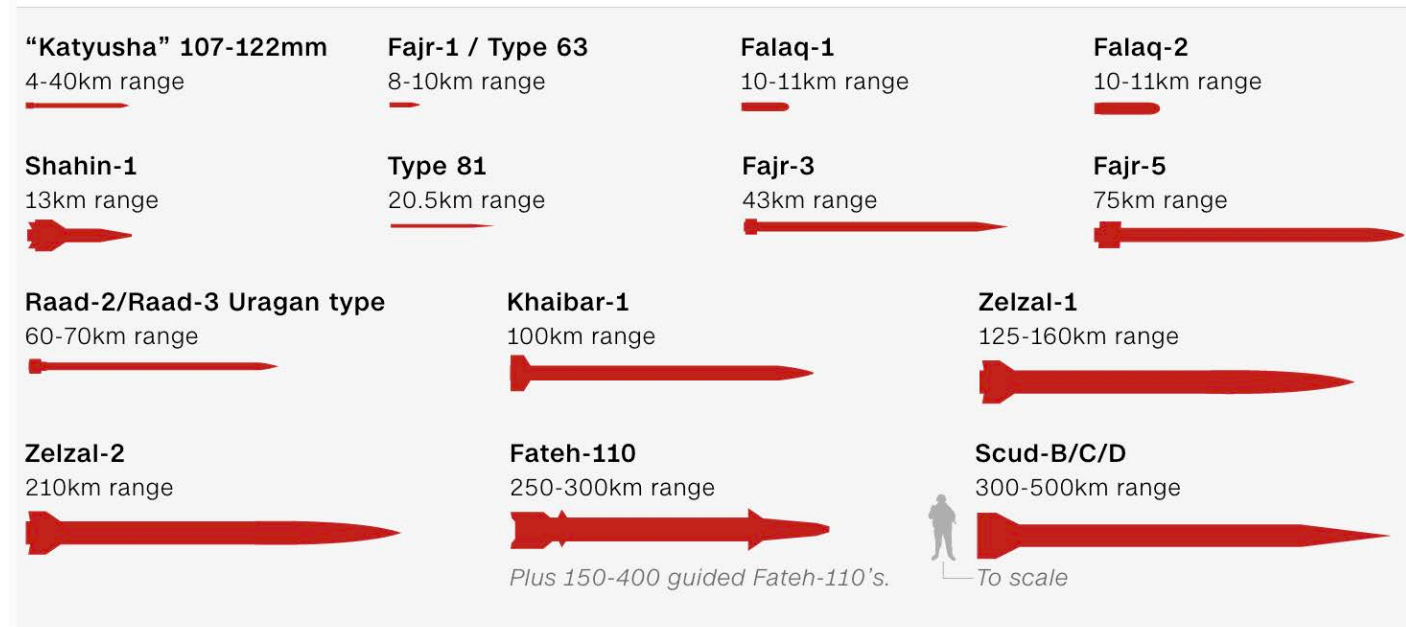 “Katyusha” 107-122mm
4-40km range
Fajr-1 / Type 63
8-10km range
Falaq-1
10-11km range
Falaq-2
10-11km range
Shahin-1
13km range
Type 81
20.5km range
Fajr-3
43km range
Fajr-5
75km range
Raad-2/Raad-3 Uragan type
60-70km range
Khaibar-1
100km range
Zelzal-1
125-160km range
Zelzal-2
210km range
Fateh-110
250-300km range
Plus 150-400 guided Fateh-110’s.
Scud-B/C/D
300-500km range
To scale